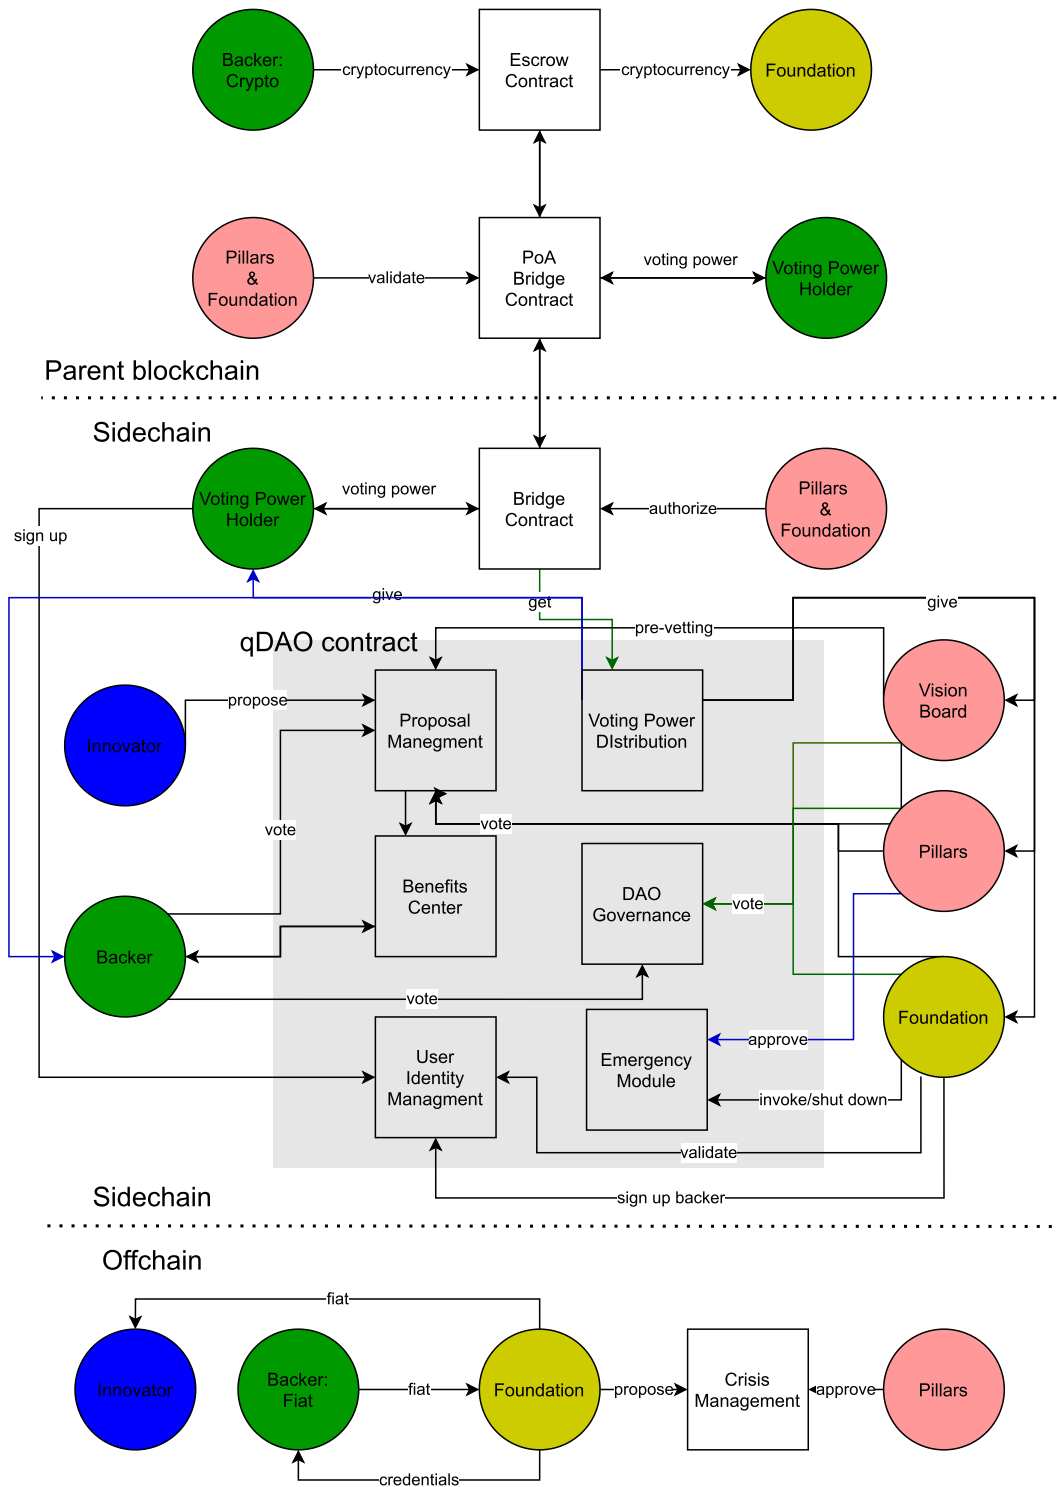 Backer:
Crypto
cryptocurrency
Escrow
Contract
cryptocurrency
Foundation
Pillars
&
Foundation
validate
PoA
Bridge
Contract
voting power
Voting Power
Holder
Parent blockchain
Sidechain
Voting Power
Holder
voting power
Bridge
Contract
authorize
Pillars
&
Foundation
sign up
give
get
give
qDAO contract
pre-vetting
Innovator
propose
Proposal
Manegment
Voting Power
DIstribution
Vision
Board
vote
vote
Pillars
Benefits
Center
DAO
Governance
vote
Backer
vote
Foundation
User
Identity
Managment
Emergency
Module
approve
invoke/shut down
validate
sign up backer
Sidechain
Offchain
fiat
Innovator
Backer:
Fiat
fiat
Foundation
propose
Crisis
Management
approve
Pillars
credentials